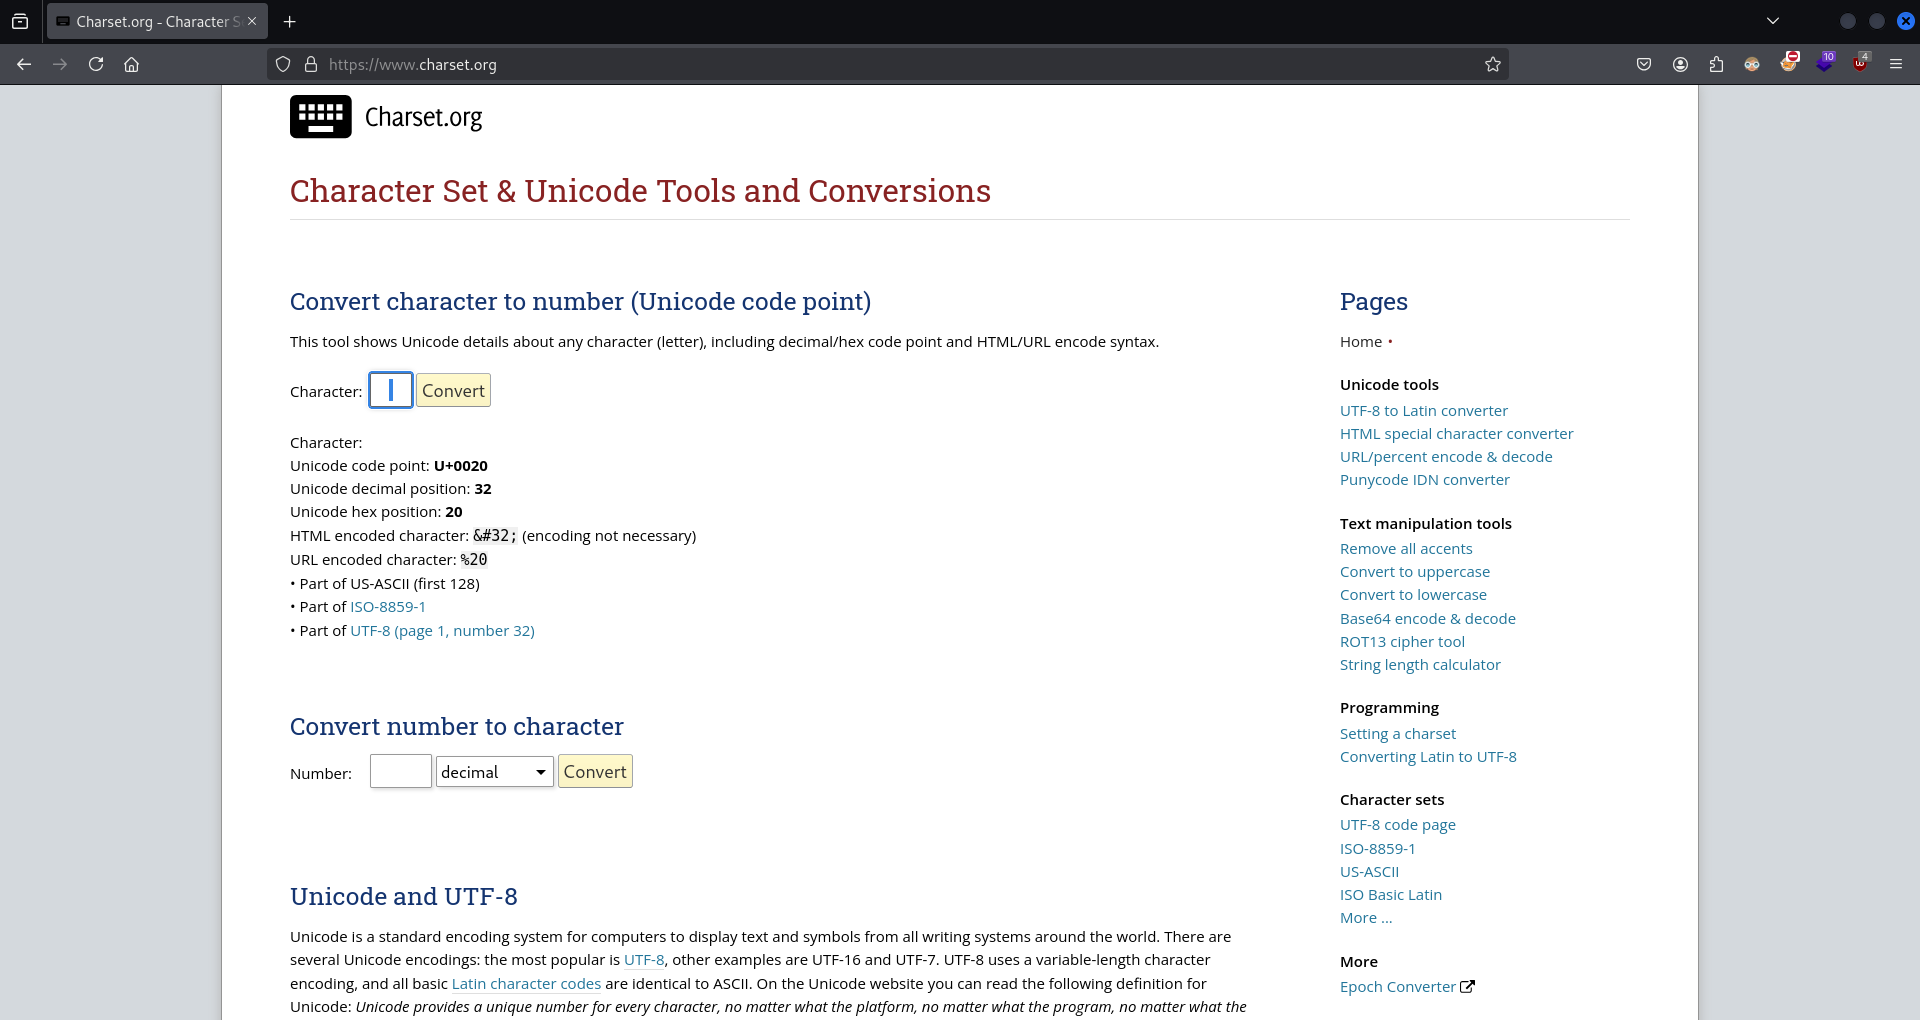 Charset.org - Character S
https://www.charset.org
10
4
Charset.org
Character Set & Unicode Tools and Conversions
Convert character to number (Unicode code point)
This tool shows Unicode details about any character (letter), including decimal/hex code point and HTML/URL encode syntax.
Character:
Convert
Character:
Unicode code point: U+0020
Unicode decimal position: 32
Unicode hex position: 20
HTML encoded character: &#32; (encoding not necessary)
URL encoded character: %20
• Part of US-ASCII (first 128)
• Part of ISO-8859-1
• Part of UTF-8 (page 1, number 32)
Convert number to character
Number:
decimal
Convert
Unicode and UTF-8
Unicode is a standard encoding system for computers to display text and symbols from all writing systems around the world. There are
several Unicode encodings: the most popular is UTF-8, other examples are UTF-16 and UTF-7. UTF-8 uses a variable-length character
encoding, and all basic Latin character codes are identical to ASCII. On the Unicode website you can read the following definition for
Unicode: Unicode provides a unique number for every character, no matter what the platform, no matter what the program, no matter what the
Pages
Home •
Unicode tools
UTF-8 to Latin converter
HTML special character converter
URL/percent encode & decode
Punycode IDN converter
Text manipulation tools
Remove all accents
Convert to uppercase
Convert to lowercase
Base64 encode & decode
ROT13 cipher tool
String length calculator
Programming
Setting a charset
Converting Latin to UTF-8
Character sets
UTF-8 code page
ISO-8859-1
US-ASCII
ISO Basic Latin
More ...
More
Epoch Converter